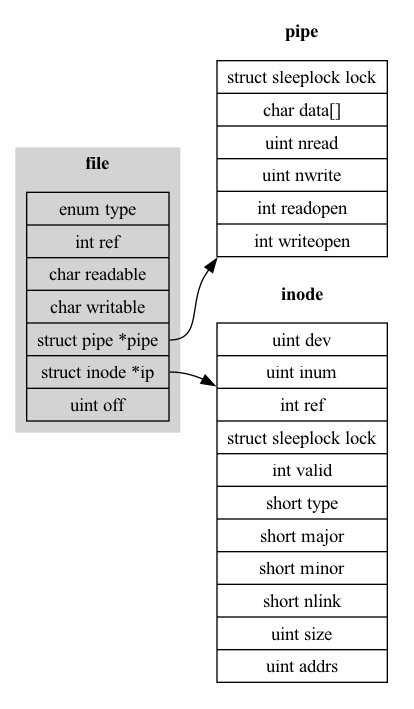 pipe
struct sleeplock lock
char data[]
uint nread
uint nwrite
int readopen
int writeopen
file
enum type
int ref
char readable
char writable
struct pipe *pipe
struct inode *ip
uint off
inode
uint dev
uint inum
int ref
struct sleeplock lock
int valid
short type
short major
short minor
short nlink
uint size
uint addrs